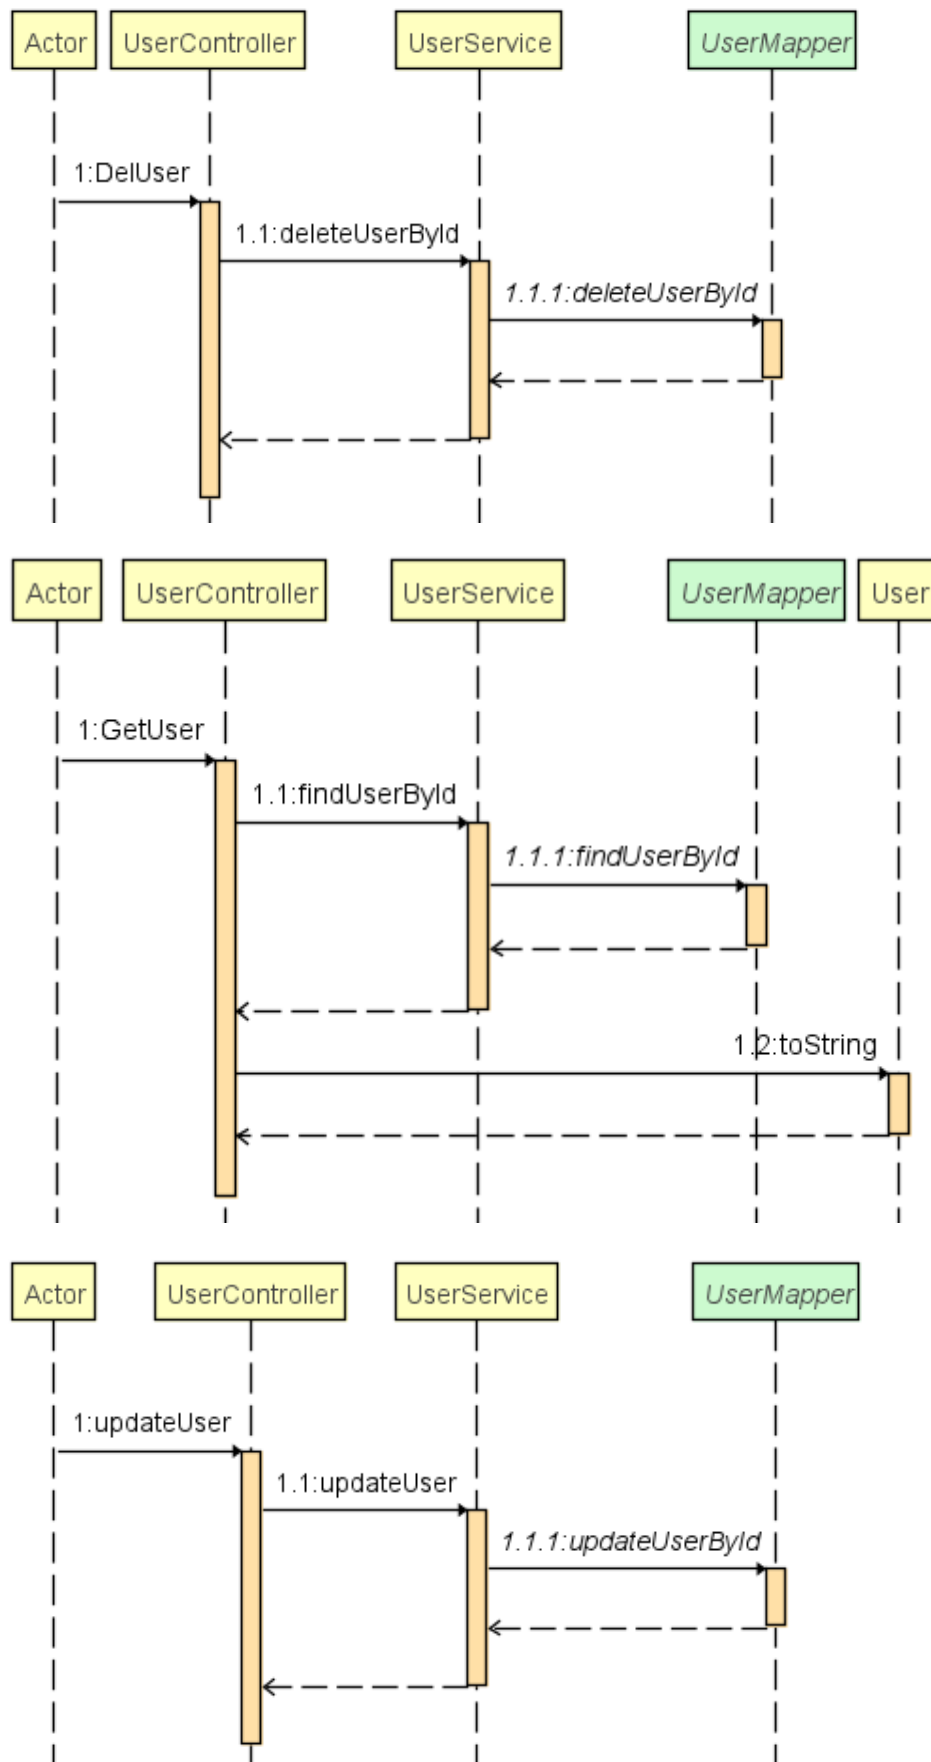 Actor UserController UserService UserMapper
1:DelUser
1.1:deleteUserById
1.1.1:deleteUserById
Actor UserController UserService UserMapper User
1:GetUser
1.1:findUserById
1.1.1:findUserById
1.2:toString
Actor UserController UserService UserMapper
1:updateUser
1.1:updateUser
1.1.1:updateUserById